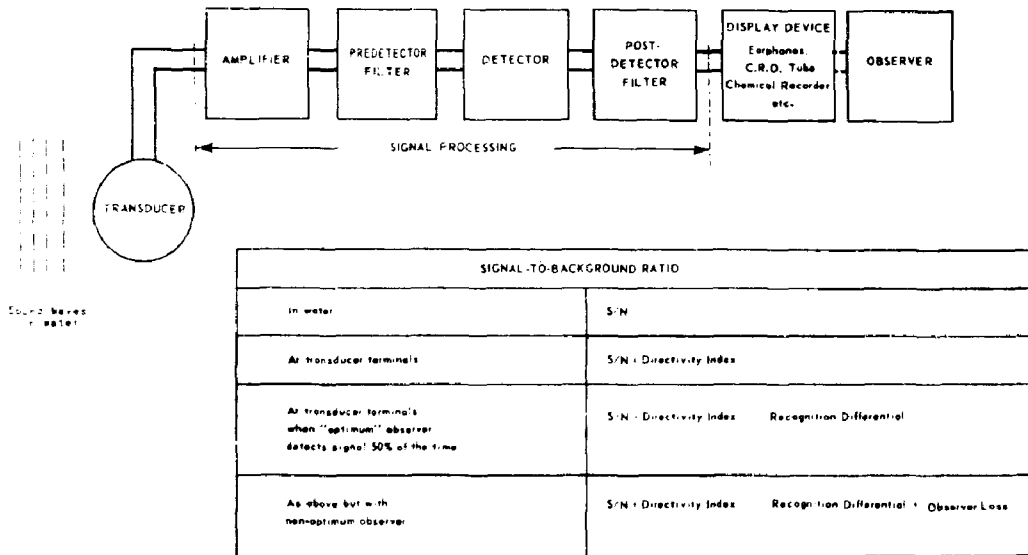 AMPLIFIER
PREDETECTOR
FILTER
DETECTOR
POST-
DETECTOR
FILTER
DISPLAY DEVICE
Earphones,
C.R.D. Tube
Chemical Recorder
etc.
OBSERVER
SIGNAL PROCESSING
TRANSDUCER
Sound Waves
water
SIGNAL-TO-BACKGROUND RATIO
In water
S/N
At transducer terminals
S/N + Directivity Index
At transducer terminals
when "optimum" observer
detects signal 50% of the time
S/N + Directivity Index Recognition Differential
As above but with
non-optimum observer
S/N + Directivity Index Recognition Differential + Observer Loss